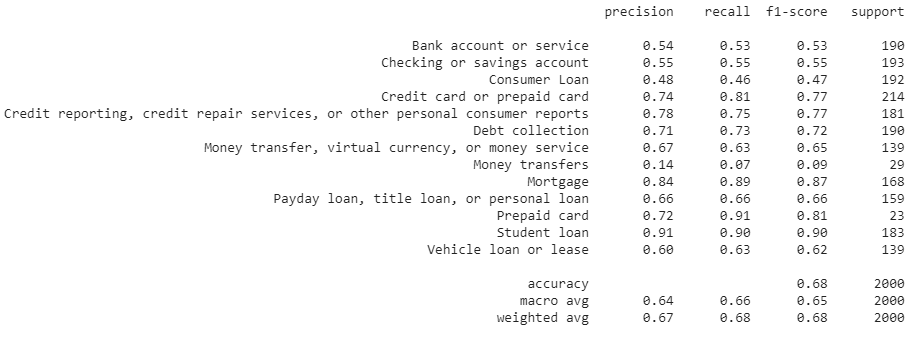 precision recall f1-score support
Bank account or service 0.54 0.53 0.53 190
Checking or savings account 0.55 0.55 0.55 193
Consumer Loan 0.48 0.46 0.47 192
Credit card or prepaid card 0.74 0.81 0.77 214
Credit reporting, credit repair services, or other personal consumer reports 0.78 0.75 0.77 181
Debt collection 0.71 0.73 0.72 190
Money transfer, virtual currency, or money service 0.67 0.63 0.65 139
Money transfers 0.14 0.07 0.09 29
Mortgage 0.84 0.89 0.87 168
Payday loan, title loan, or personal loan 0.66 0.66 0.66 159
Prepaid card 0.72 0.91 0.81 23
Student loan 0.91 0.90 0.90 183
Vehicle loan or lease 0.60 0.63 0.62 139
accuracy 0.68 2000
macro avg 0.64 0.66 0.65 2000
weighted avg 0.67 0.68 0.68 2000